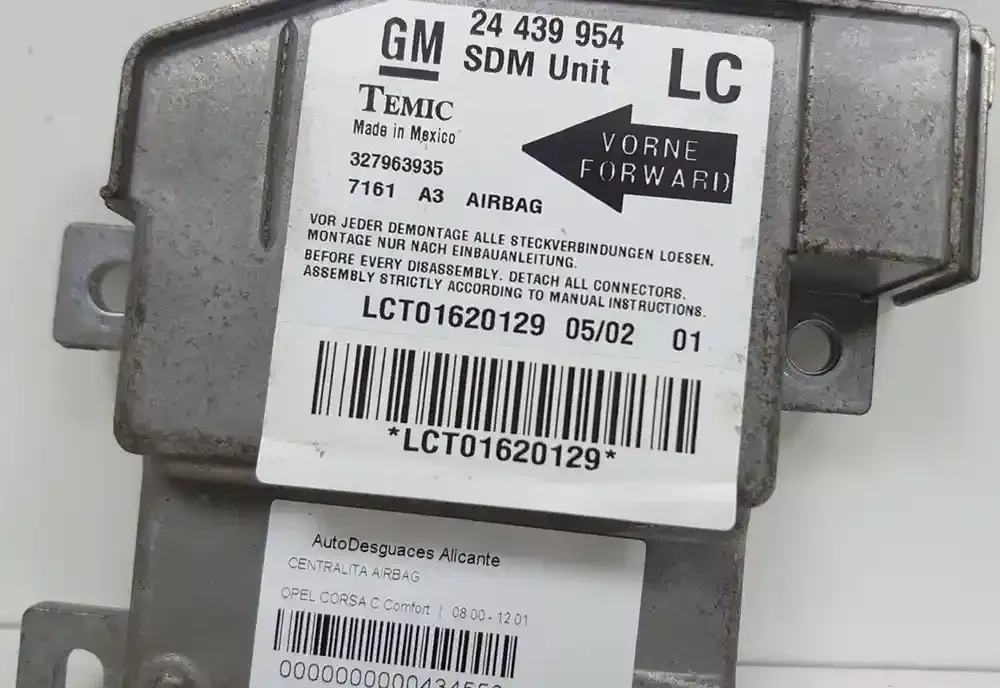 GM 24 439 954 LC
SDM Unit
TEMIC
Made in Mexico
VORNE
FORWARD
327963935
7161 A3 AIRBAG
VOR JEDER DEMONTAGE ALLE STECKVERBINDUNGEN LOESEN.
MONTAGE NUR NACH EINBAUANLEITUNG.
BEFORE EVERY DISASSEMBLY. DETACH ALL CONNECTORS.
ASSEMBLY STRICTLY ACCORDING TO MANUAL INSTRUCTIONS.
LCT01620129 05/02 01
*LCT01620129*
AutoDesguaces Alicante
CENTRALITA AIRBAG
OPEL CORSA C Comfort | 08.00 - 12.01